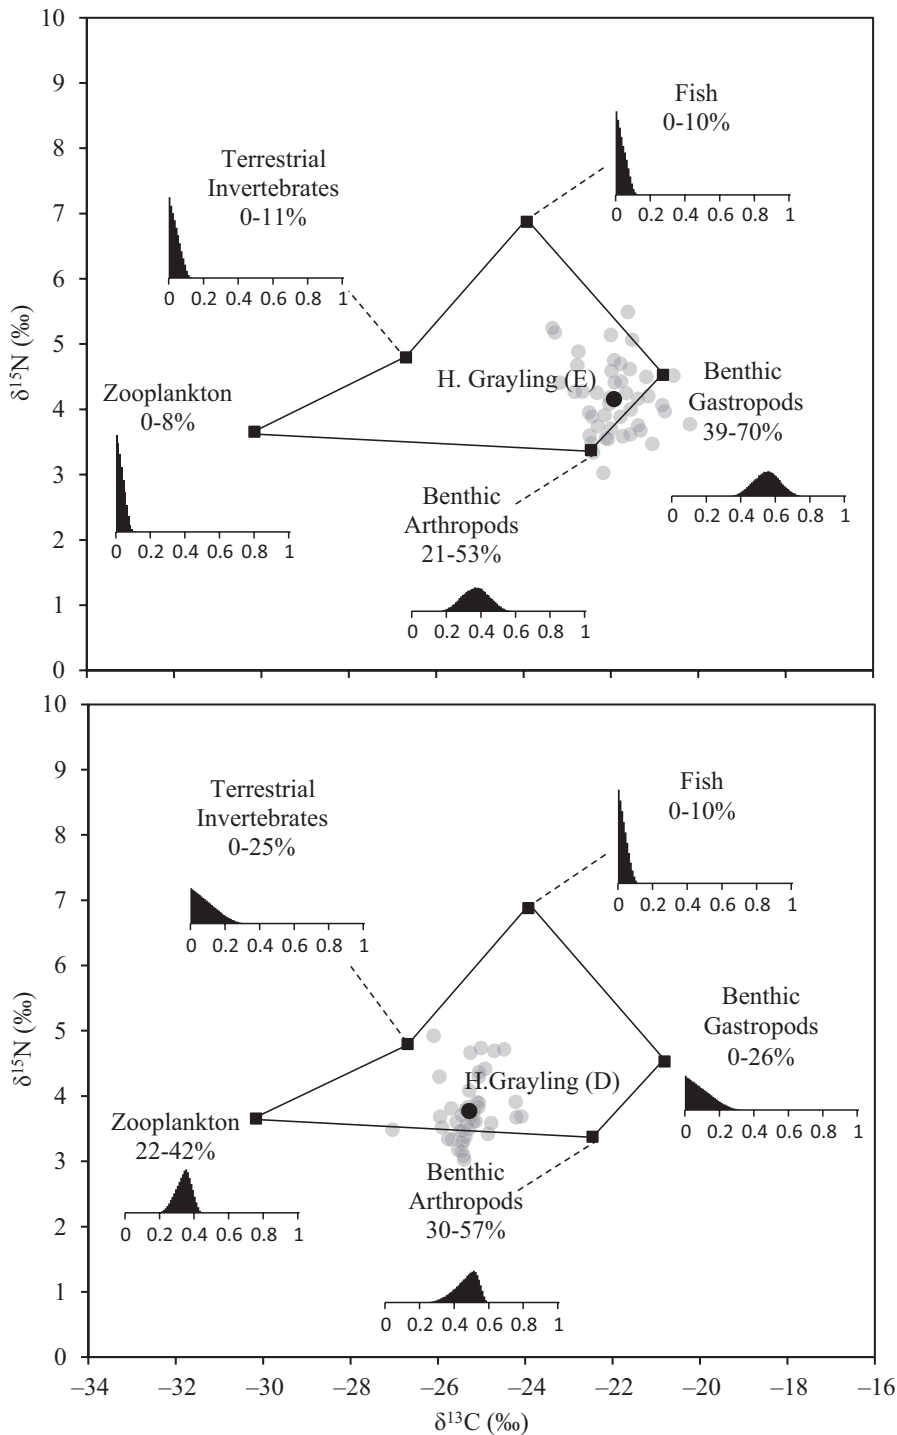 10
9
8
7
6
5
4
3
2
1
0
δ¹⁵N (‰)
Fish
0-10%
0 0.2 0.4 0.6 0.8 1
Terrestrial
Invertebrates
0-11%
0 0.2 0.4 0.6 0.8 1
Zooplankton
0-8%
0 0.2 0.4 0.6 0.8 1
H. Grayling (E)
Benthic
Gastropods
39-70%
0 0.2 0.4 0.6 0.8 1
Benthic
Arthropods
21-53%
0 0.2 0.4 0.6 0.8 1
10
9
8
7
6
5
4
3
2
1
0
δ¹⁵N (‰)
Terrestrial
Invertebrates
0-25%
0 0.2 0.4 0.6 0.8 1
Fish
0-10%
0 0.2 0.4 0.6 0.8 1
Benthic
Gastropods
0-26%
0 0.2 0.4 0.6 0.8 1
H.Grayling (D)
Zooplankton
22-42%
0 0.2 0.4 0.6 0.8 1
Benthic
Arthropods
30-57%
0 0.2 0.4 0.6 0.8 1
–34 –32 –30 –28 –26 –24 –22 –20 –18 –16
δ¹³C (‰)